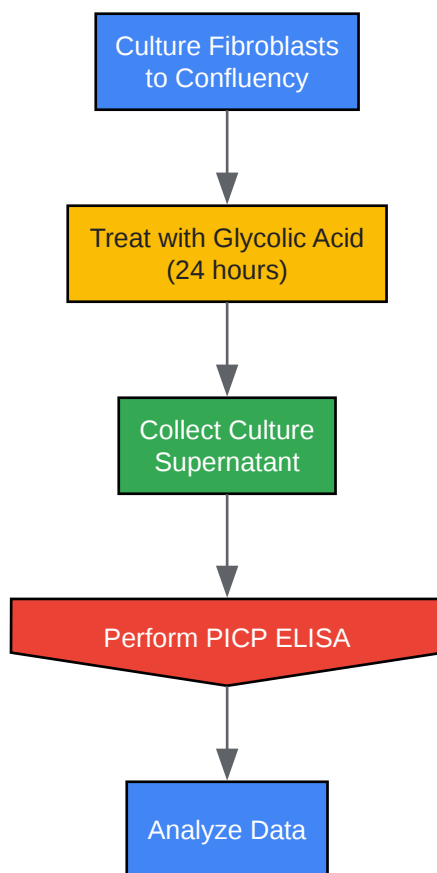 Culture Fibroblasts
to Confluency
Treat with Glycolic Acid
(24 hours)
Collect Culture
Supernatant
Perform PICP ELISA
Analyze Data